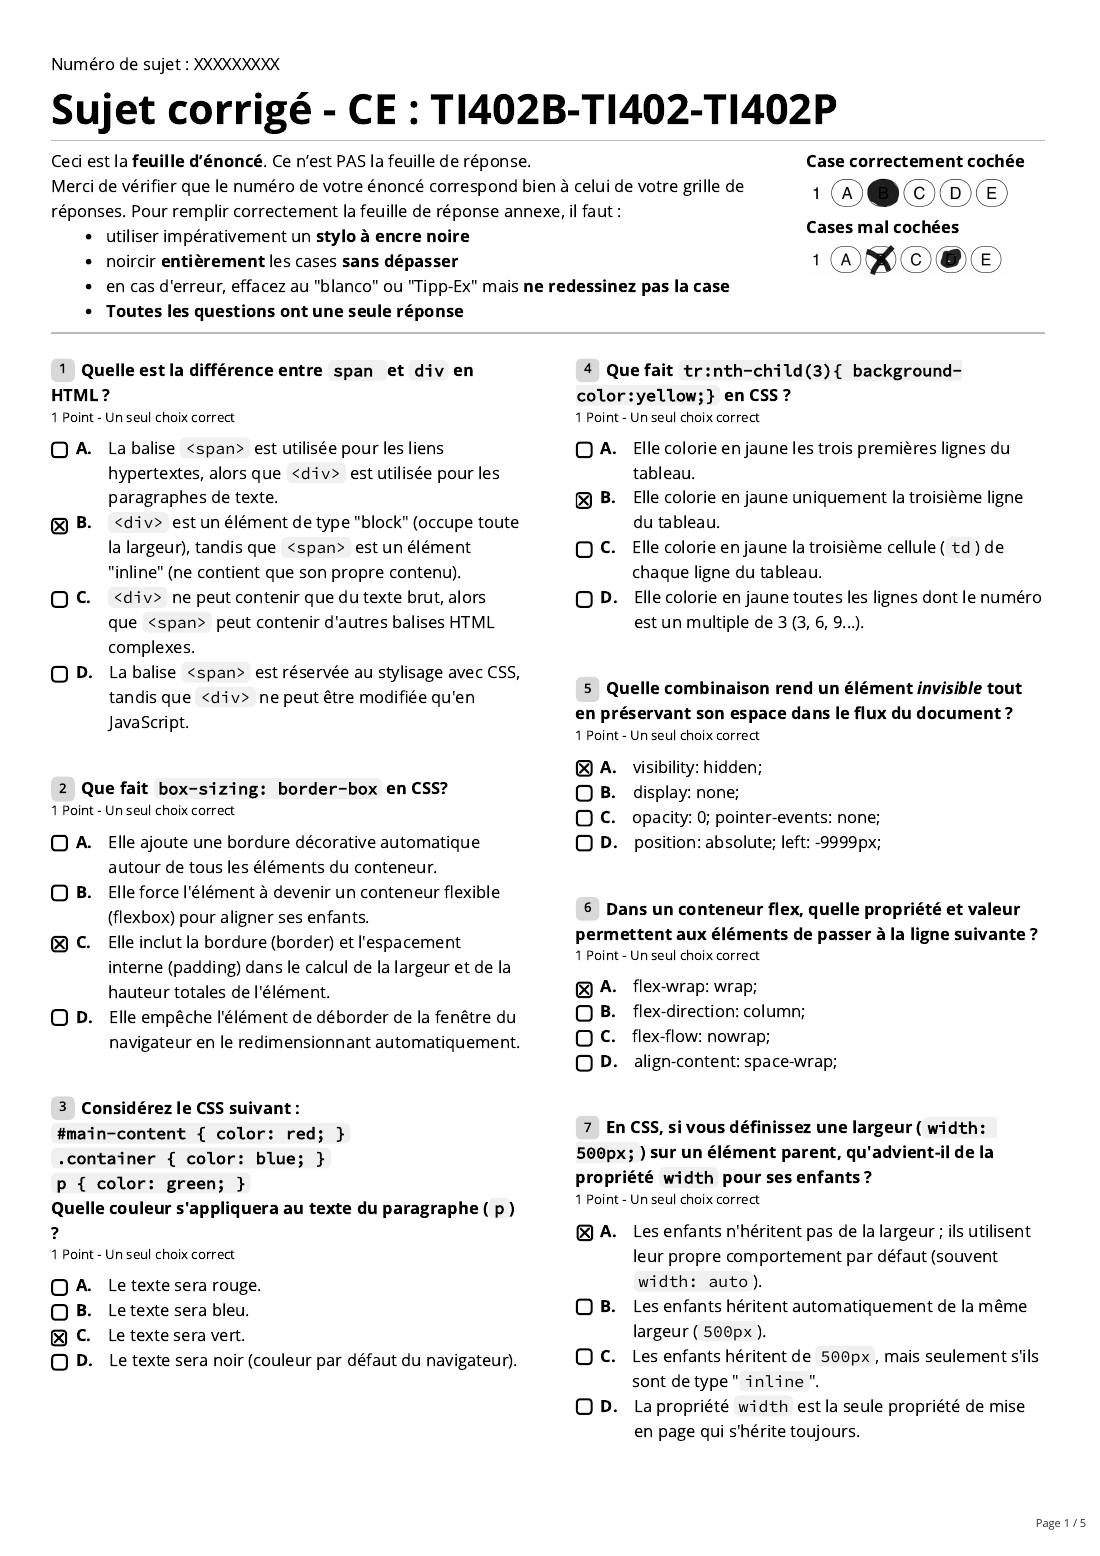 Numéro de sujet : XXXXXXXXX
Sujet corrigé - CE : TI402B-TI402-TI402P
Ceci est la feuille d’énoncé. Ce n’est PAS la feuille de réponse.
Merci de vérifier que le numéro de votre énoncé correspond bien à celui de votre grille de
réponses. Pour remplir correctement la feuille de réponse annexe, il faut :
• utiliser impérativement un stylo à encre noire
• noircir entièrement les cases sans dépasser
• en cas d'erreur, effacez au "blanco" ou "Tipp-Ex" mais ne redessinez pas la case
• Toutes les questions ont une seule réponse
Case correctement cochée
1 A B C D E
Cases mal cochées
1 A B C D E
1 Quelle est la différence entre span et div en
HTML ?
1 Point - Un seul choix correct
A. La balise <span> est utilisée pour les liens
hypertextes, alors que <div> est utilisée pour les
paragraphes de texte.
B. <div> est un élément de type "block" (occupe toute
la largeur), tandis que <span> est un élément
"inline" (ne contient que son propre contenu).
C. <div> ne peut contenir que du texte brut, alors
que <span> peut contenir d'autres balises HTML
complexes.
D. La balise <span> est réservée au stylisage avec CSS,
tandis que <div> ne peut être modifiée qu'en
JavaScript.
2 Que fait box-sizing: border-box en CSS?
1 Point - Un seul choix correct
A. Elle ajoute une bordure décorative automatique
autour de tous les éléments du conteneur.
B. Elle force l'élément à devenir un conteneur flexible
(flexbox) pour aligner ses enfants.
C. Elle inclut la bordure (border) et l'espacement
interne (padding) dans le calcul de la largeur et de la
hauteur totales de l'élément.
D. Elle empêche l'élément de déborder de la fenêtre du
navigateur en le redimensionnant automatiquement.
3 Considérez le CSS suivant :
#main-content { color: red; }
.container { color: blue; }
p { color: green; }
Quelle couleur s'appliquera au texte du paragraphe ( p )
?
1 Point - Un seul choix correct
A. Le texte sera rouge.
B. Le texte sera bleu.
C. Le texte sera vert.
D. Le texte sera noir (couleur par défaut du navigateur).
4 Que fait tr:nth-child(3){ background-
color:yellow;} en CSS ?
1 Point - Un seul choix correct
A. Elle colorie en jaune les trois premières lignes du
tableau.
B. Elle colorie en jaune uniquement la troisième ligne
du tableau.
C. Elle colorie en jaune la troisième cellule ( td ) de
chaque ligne du tableau.
D. Elle colorie en jaune toutes les lignes dont le numéro
est un multiple de 3 (3, 6, 9...).
5 Quelle combinaison rend un élément invisible tout
en préservant son espace dans le flux du document ?
1 Point - Un seul choix correct
A. visibility: hidden;
B. display: none;
C. opacity: 0; pointer-events: none;
D. position: absolute; left: -9999px;
6 Dans un conteneur flex, quelle propriété et valeur
permettent aux éléments de passer à la ligne suivante ?
1 Point - Un seul choix correct
A. flex-wrap: wrap;
B. flex-direction: column;
C. flex-flow: nowrap;
D. align-content: space-wrap;
7 En CSS, si vous définissez une largeur ( width:
500px; ) sur un élément parent, qu'advient-il de la
propriété width pour ses enfants ?
1 Point - Un seul choix correct
A. Les enfants n'héritent pas de la largeur ; ils utilisent
leur propre comportement par défaut (souvent
width: auto ).
B. Les enfants héritent automatiquement de la même
largeur ( 500px ).
C. Les enfants héritent de 500px , mais seulement s'ils
sont de type " inline ".
D. La propriété width est la seule propriété de mise
en page qui s'hérite toujours.
Page 1 / 5